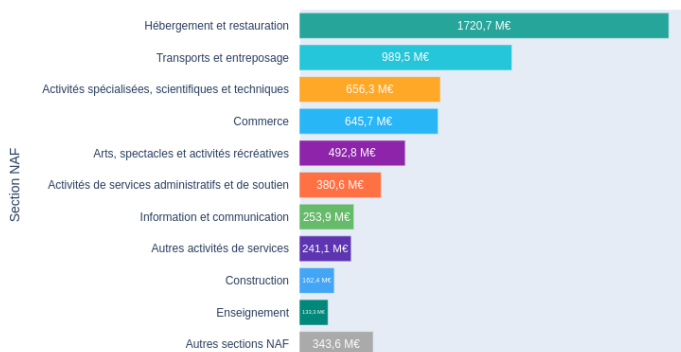 Section NAF
Hébergement et restauration 1720,7 M€
Transports et entreposage 989,5 M€
Activités spécialisées, scientifiques et techniques 656,3 M€
Commerce 645,7 M€
Arts, spectacles et activités récréatives 492,8 M€
Activités de services administratifs et de soutien 380,6 M€
Information et communication 253,9 M€
Autres activités de services 241,1 M€
Construction 162,4 M€
Enseignement 133,3 M€
Autres sections NAF 343,6 M€